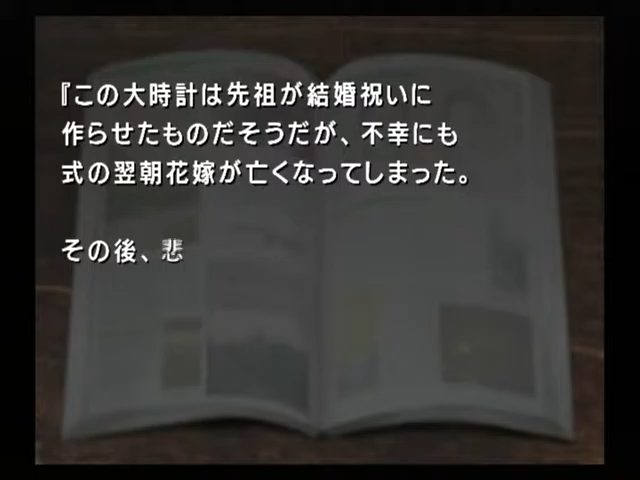 『この大時計は先祖が結婚祝いに
作らせたものだそうだが、不幸にも
式の翌朝花嫁が亡くなってしまった。
その後、悲